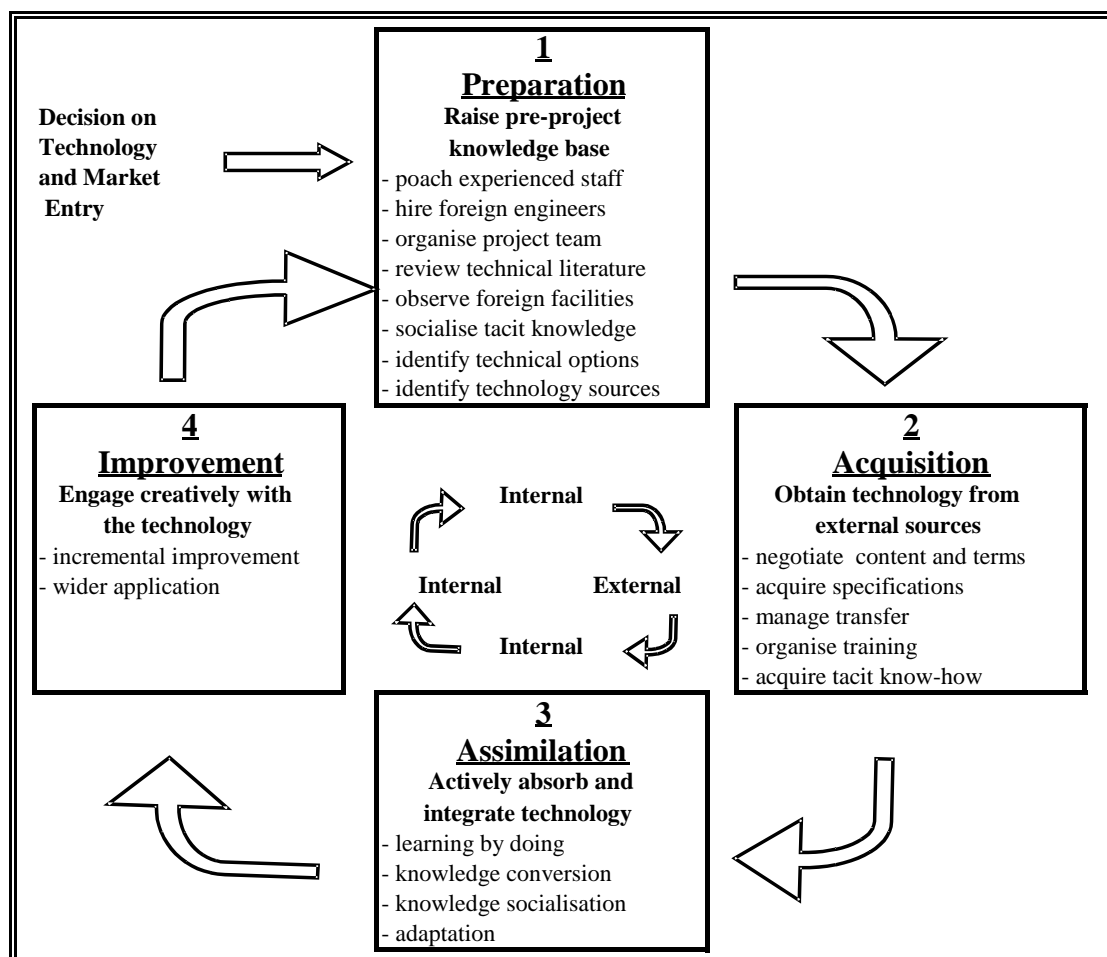 Decision on
Technology
and Market
Entry
1
Preparation
Raise pre-project
knowledge base
- poach experienced staff
- hire foreign engineers
- organise project team
- review technical literature
- observe foreign facilities
- socialise tacit knowledge
- identify technical options
- identify technology sources
4
Improvement
Engage creatively with
the technology
- incremental improvement
- wider application
Internal
Internal External
Internal
2
Acquisition
Obtain technology from
external sources
- negotiate content and terms
- acquire specifications
- manage transfer
- organise training
- acquire tacit know-how
3
Assimilation
Actively absorb and
integrate technology
- learning by doing
- knowledge conversion
- knowledge socialisation
- adaptation